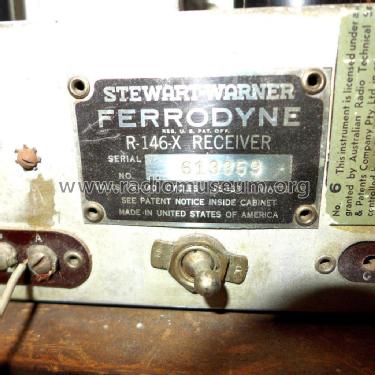 STEWART-WARNER
FERRODYNE
REG. U.S. PAT. OFF.
R-146-X RECEIVER
SERIAL
NO.
613959
SEE PATENT NOTICE INSIDE CABINET
MADE IN UNITED STATES OF AMERICA
www.radiomuseum.org
A
No. 6
This instrument is licensed under a
granted by Australian Radio Technical
& Patents Company Pty Ltd